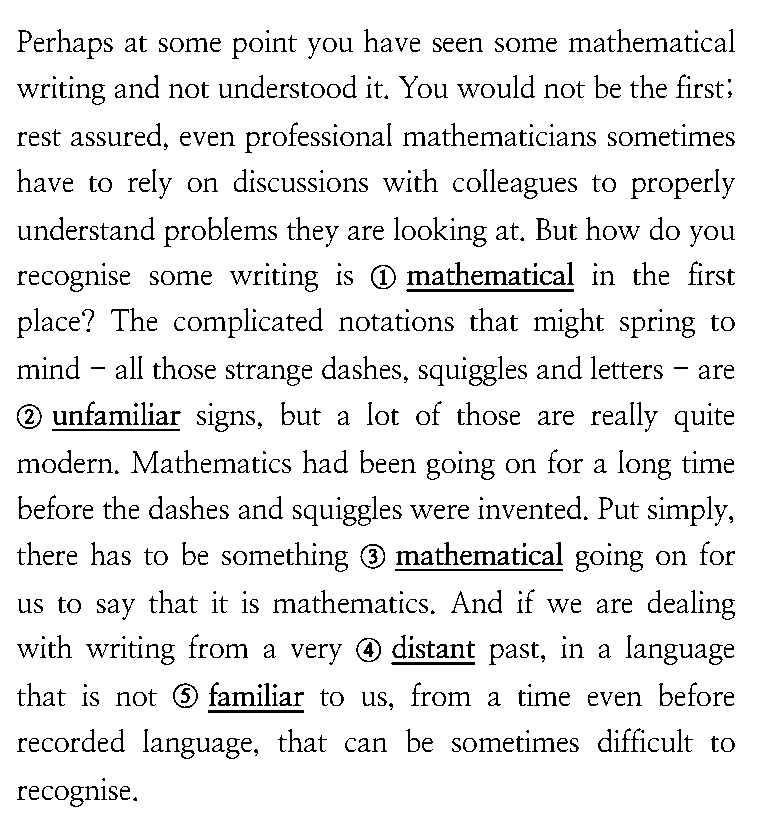 Perhaps at some point you have seen some mathematical
writing and not understood it. You would not be the first;
rest assured, even professional mathematicians sometimes
have to rely on discussions with colleagues to properly
understand problems they are looking at. But how do you
recognise some writing is ① mathematical in the first
place? The complicated notations that might spring to
mind – all those strange dashes, squiggles and letters – are
② unfamiliar signs, but a lot of those are really quite
modern. Mathematics had been going on for a long time
before the dashes and squiggles were invented. Put simply,
there has to be something ③ mathematical going on for
us to say that it is mathematics. And if we are dealing
with writing from a very ④ distant past, in a language
that is not ⑤ familiar to us, from a time even before
recorded language, that can be sometimes difficult to
recognise.